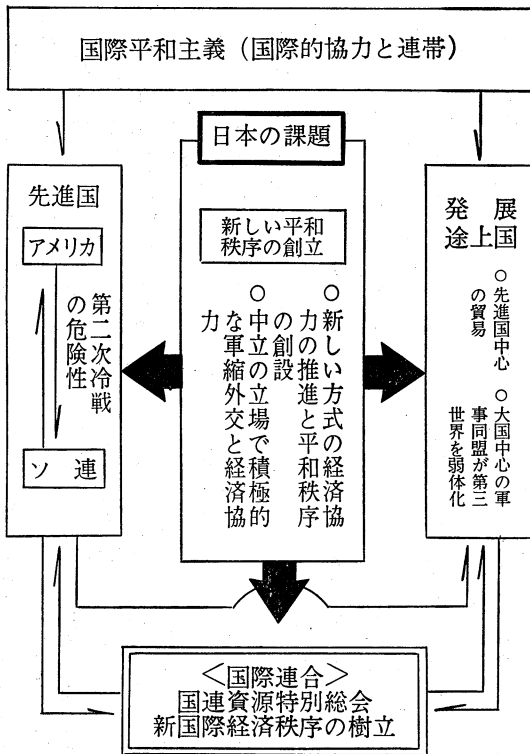 国際平和主義（国際的協力と連帯）
日本の課題
先進国
アメリカ
第二次冷戦
の危険性
ソ連
新しい平和
秩序の創立
○新しい方式の経済協
力の推進と平和秩序
の創設
○中立の立場で積極的
な軍縮外交と経済協
力
発展
途上国
○大国中心の軍
事同盟が第三
世界を弱体化
○先進国中心
の貿易
＜国際連合＞
国連資源特別総会
新国際経済秩序の樹立